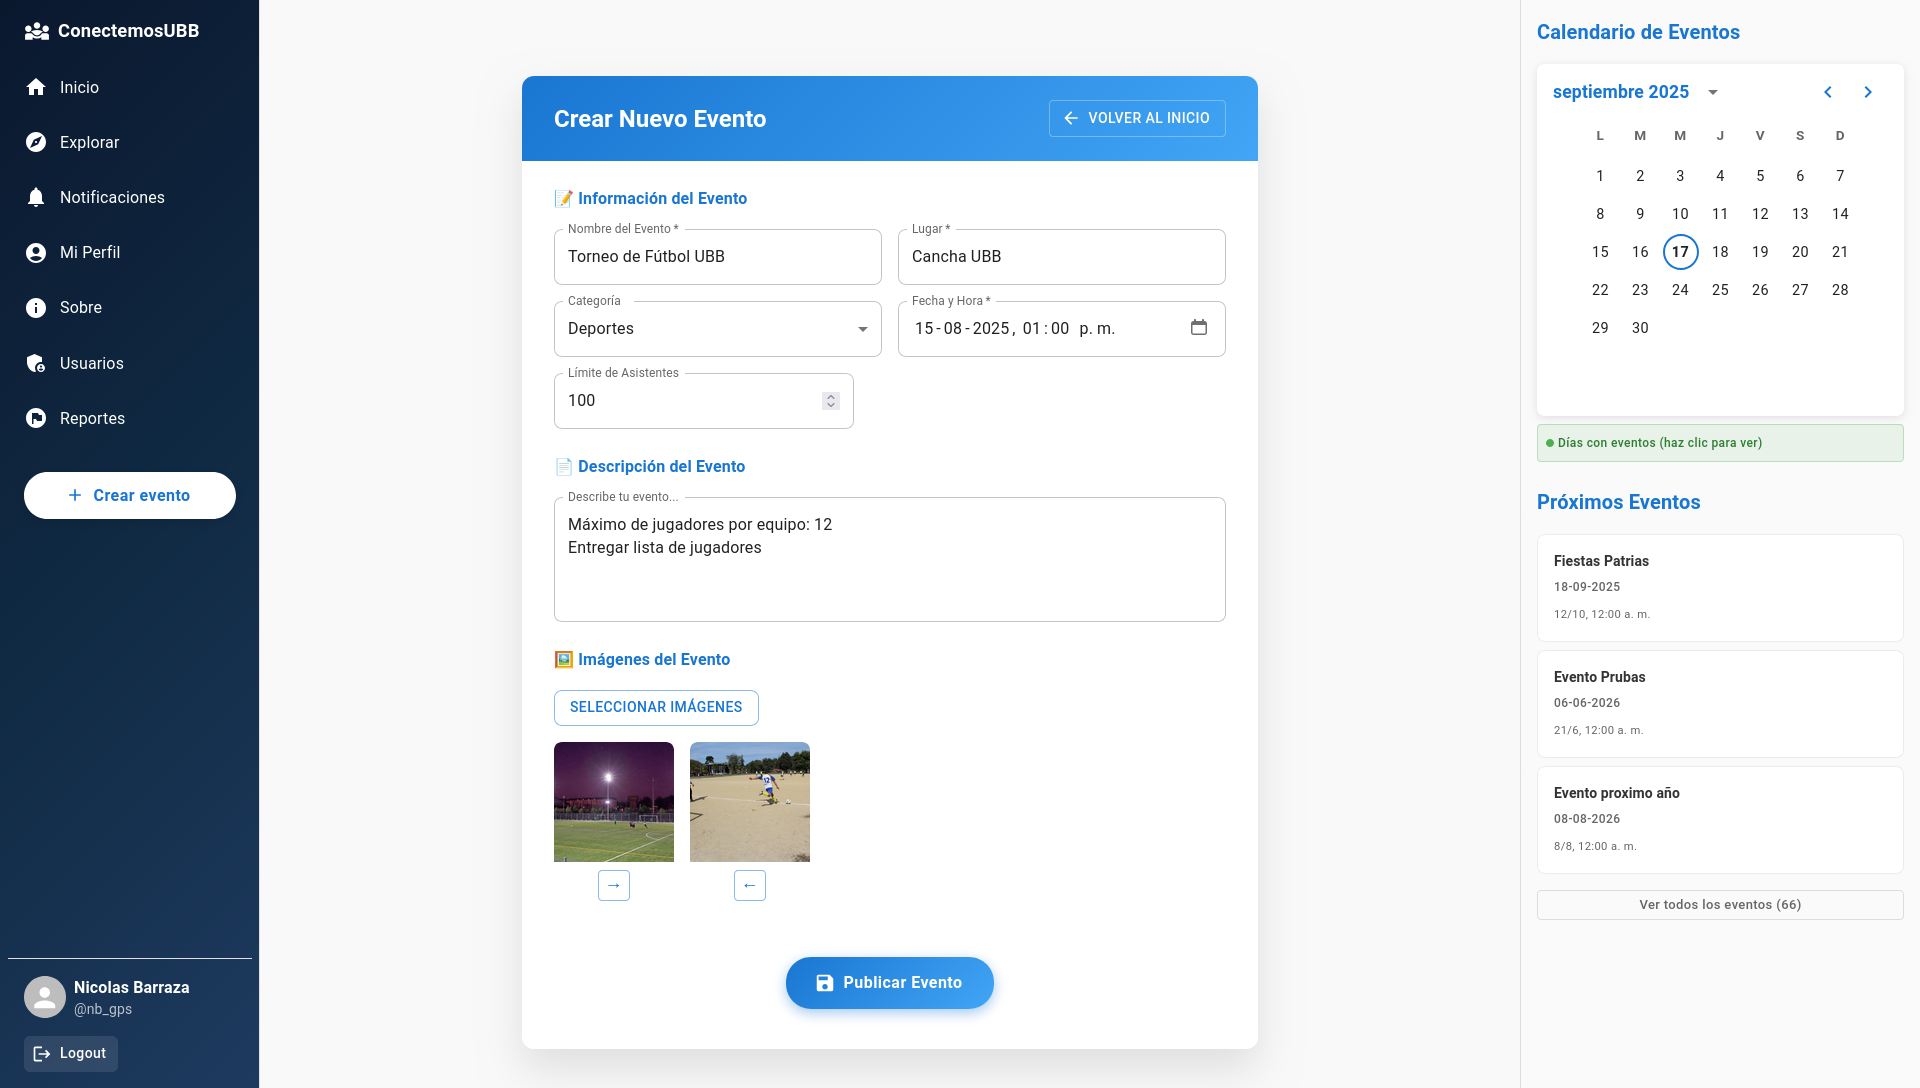 ConectemosUBB
Inicio
Explorar
Notificaciones
Mi Perfil
Sobre
Usuarios
Reportes
+ Crear evento
Nicolas Barraza
@nb_gps
Logout
Crear Nuevo Evento
← VOLVER AL INICIO
📝 Información del Evento
Nombre del Evento *
Torneo de Fútbol UBB
Lugar *
Cancha UBB
Categoría
Deportes
Fecha y Hora *
15-08-2025, 01:00 p. m.
Límite de Asistentes
100
📄 Descripción del Evento
Describe tu evento...
Máximo de jugadores por equipo: 12
Entregar lista de jugadores
🖼️ Imágenes del Evento
SELECCIONAR IMÁGENES
→ ←
Publicar Evento
Calendario de Eventos
septiembre 2025
L M M J V S D
1 2 3 4 5 6 7
8 9 10 11 12 13 14
15 16 17 18 19 20 21
22 23 24 25 26 27 28
29 30
Días con eventos (haz clic para ver)
Próximos Eventos
Fiestas Patrias
18-09-2025
12/10, 12:00 a. m.
Evento Prubas
06-06-2026
21/6, 12:00 a. m.
Evento proximo año
08-08-2026
8/8, 12:00 a. m.
Ver todos los eventos (66)